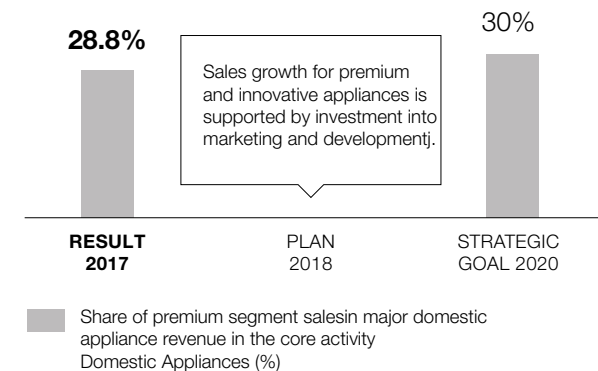 28.8%
30%
Sales growth for premium
and innovative appliances is
supported by investment into
marketing and developmentj.
RESULT
2017
PLAN
2018
STRATEGIC
GOAL 2020
Share of premium segment salesin major domestic
appliance revenue in the core activity
Domestic Appliances (%)